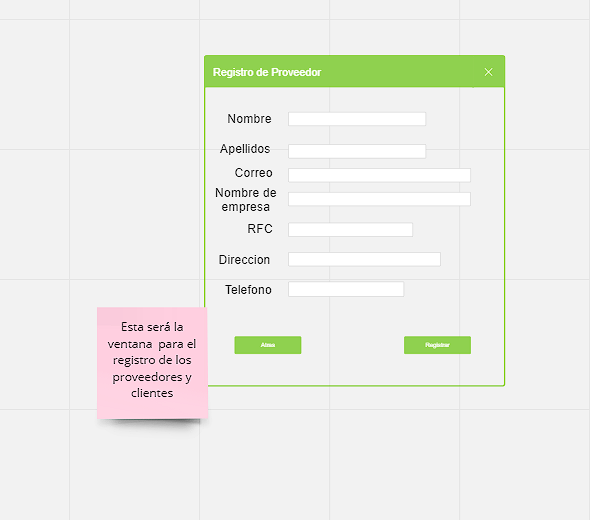 Registro de Proveedor
Nombre
Apellidos
Correo
Nombre de
empresa
RFC
Direccion
Telefono
Registrar
Esta será la
ventana para el
registro de los
proveedores y
clientes